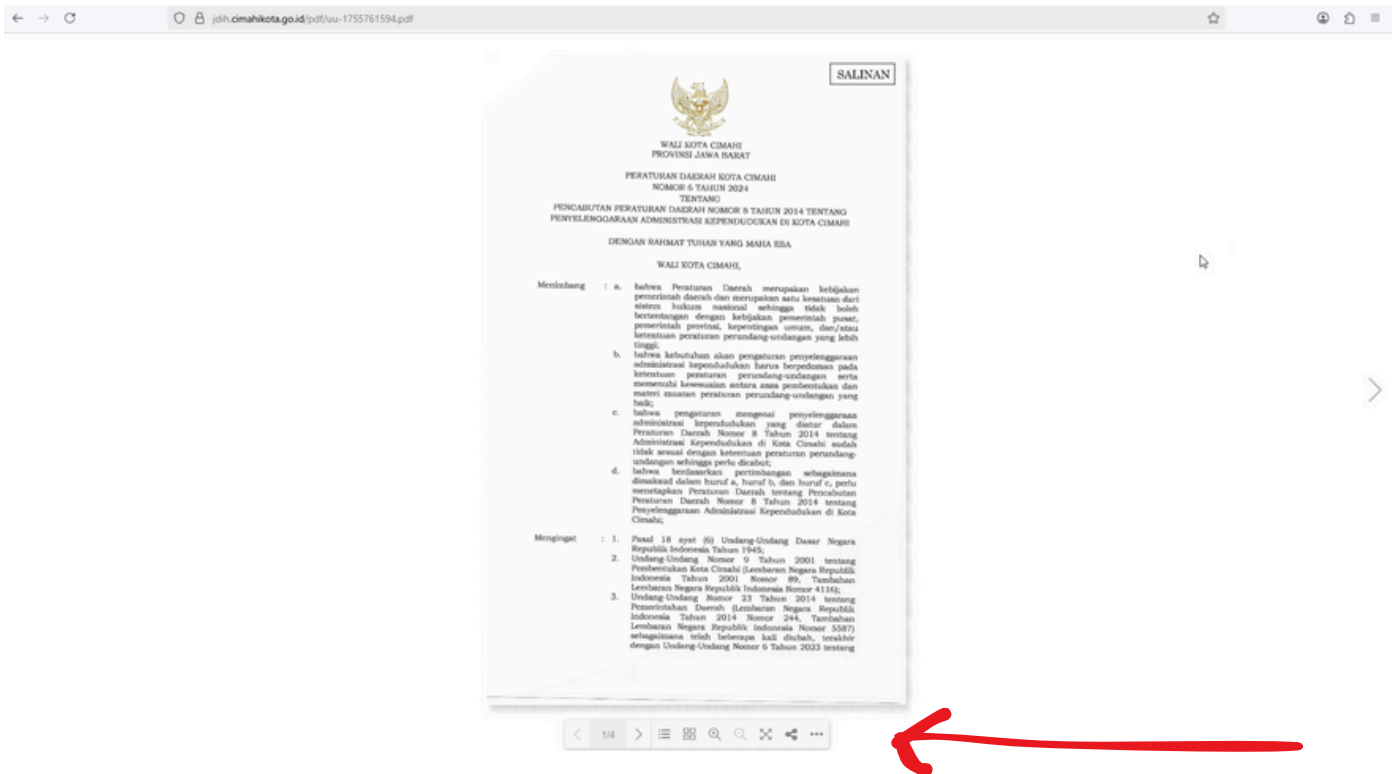 jdih.cimahikota.go.id/pdf/uu-1755761594.pdf
SALINAN
WALI KOTA CIMAHI
PROVINSI JAWA BARAT
PERATURAN DAERAH KOTA CIMAHI
NOMOR 6 TAHUN 2024
TENTANG
PENCABUTAN PERATURAN DAERAH NOMOR 8 TAHUN 2014 TENTANG
PENYELENGGARAAN ADMINISTRASI KEPENDUDUKAN DI KOTA CIMAHI
DENGAN RAHMAT TUHAN YANG MAHA ESA
WALI KOTA CIMAHI,
Menimbang : a. bahwa Peraturan Daerah merupakan kebijakan
pemerintah daerah dan merupakan satu kesatuan dari
sistem hukum nasional sehingga tidak boleh
bertentangan dengan kebijakan pemerintah pusat,
pemerintah provinsi, kepentingan umum, dan/atau
ketentuan peraturan perundang-undangan yang lebih
tinggi;
b. bahwa kebutuhan akan pengaturan penyelenggaraan
administrasi kependudukan harus berpedoman pada
ketentuan peraturan perundang-undangan serta
memenuhi kesesuaian antara asas pembentukan dan
materi muatan peraturan perundang-undangan yang
baik;
c. bahwa pengaturan mengenai penyelenggaraan
administrasi kependudukan yang diatur dalam
Peraturan Daerah Nomor 8 Tahun 2014 tentang
Administrasi Kependudukan di Kota Cimahi sudah
tidak sesuai dengan ketentuan peraturan perundang-
undangan sehingga perlu dicabut;
d. bahwa berdasarkan pertimbangan sebagaimana
dimaksud dalam huruf a, huruf b, dan huruf c, perlu
menetapkan Peraturan Daerah tentang Pencabutan
Peraturan Daerah Nomor 8 Tahun 2014 tentang
Penyelenggaraan Administrasi Kependudukan di Kota
Cimahi;
Mengingat : 1. Pasal 18 ayat (6) Undang-Undang Dasar Negara
Republik Indonesia Tahun 1945;
2. Undang-Undang Nomor 9 Tahun 2001 tentang
Pembentukan Kota Cimahi (Lembaran Negara Republik
Indonesia Tahun 2001 Nomor 89, Tambahan
Lembaran Negara Republik Indonesia Nomor 4116);
3. Undang-Undang Nomor 23 Tahun 2014 tentang
Pemerintahan Daerah (Lembaran Negara Republik
Indonesia Tahun 2014 Nomor 244, Tambahan
Lembaran Negara Republik Indonesia Nomor 5587)
sebagaimana telah beberapa kali diubah, terakhir
dengan Undang-Undang Nomor 6 Tahun 2023 tentang
1/4